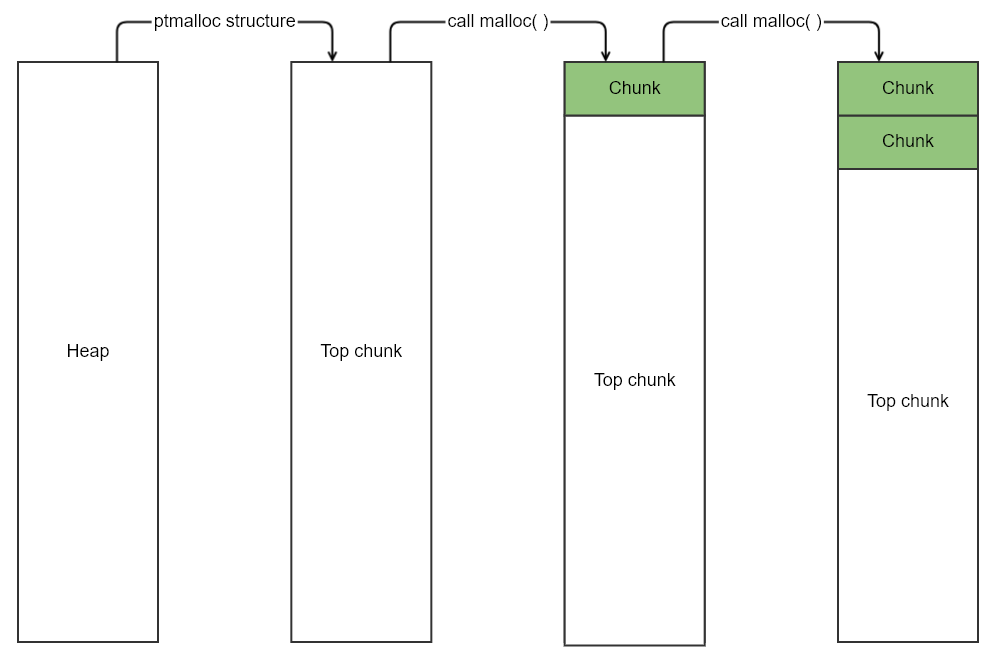 ptmalloc structure
call malloc( )
call malloc( )
Chunk
Chunk
Chunk
Heap
Top chunk
Top chunk
Top chunk